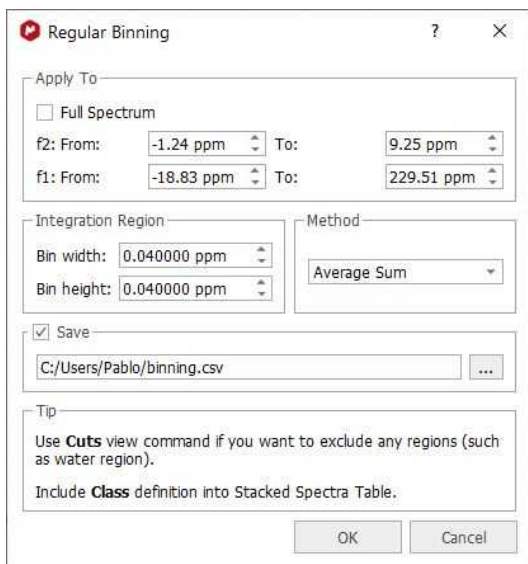 Regular Binning ? ×
Apply To
Full Spectrum
f2: From: -1.24 ppm To: 9.25 ppm
f1: From: -18.83 ppm To: 229.51 ppm
Integration Region
Bin width: 0.040000 ppm
Bin height: 0.040000 ppm
Method
Average Sum
Save
C:/Users/Pablo/binning.csv ...
Tip
Use Cuts view command if you want to exclude any regions (such
as water region).
Include Class definition into Stacked Spectra Table.
OK Cancel